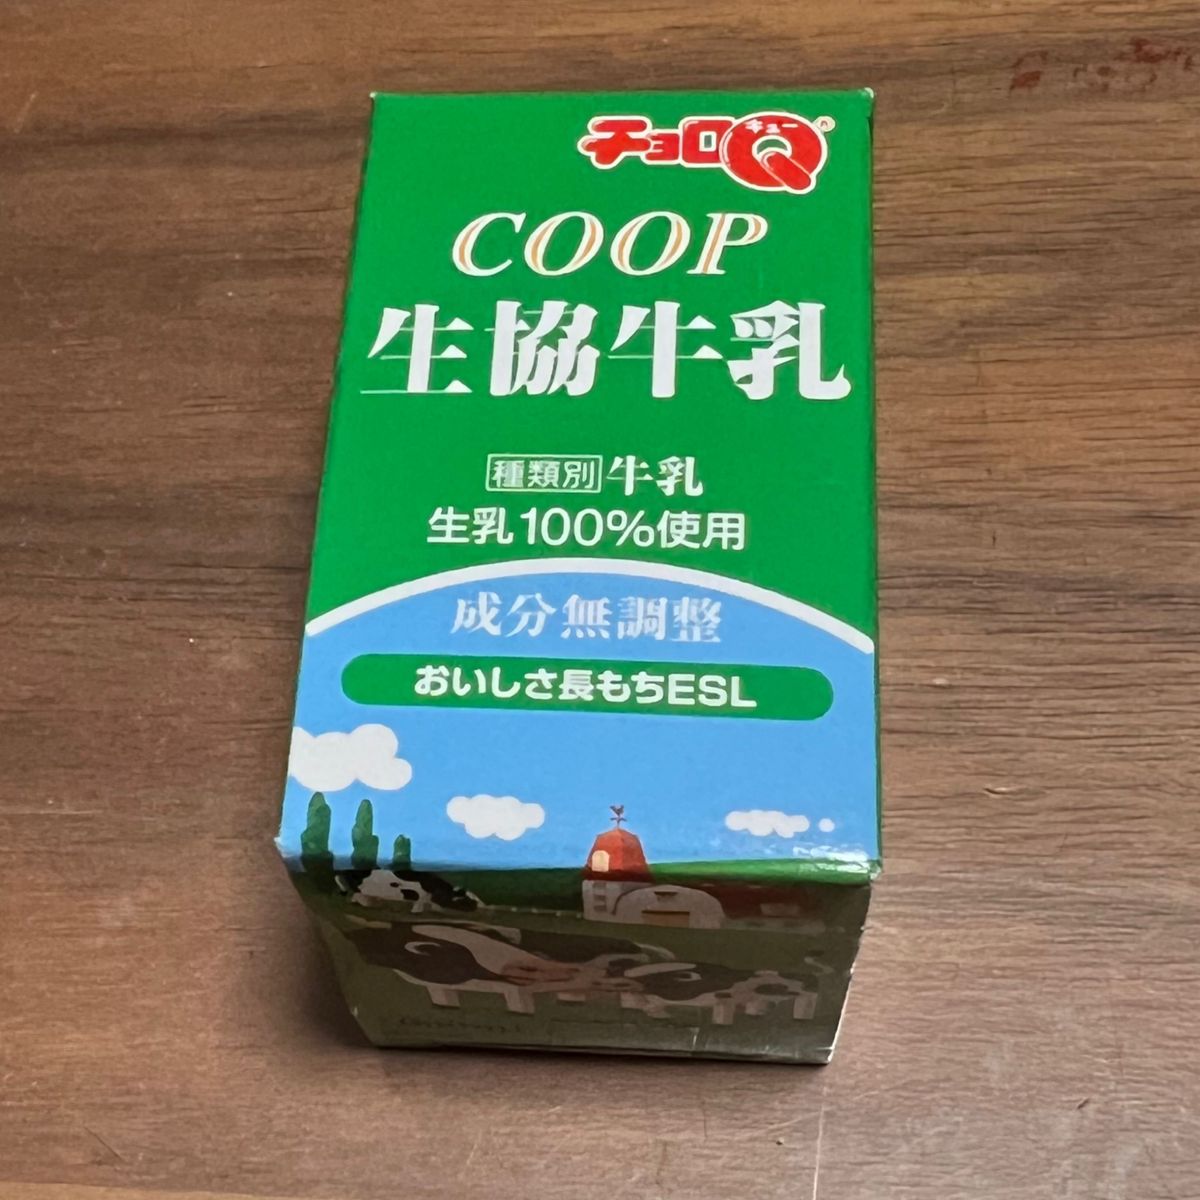 チョロQ
キュー
COOP
生協牛乳
種類別 牛乳
生乳100%使用
成分無調整
おいしさ長もちESL